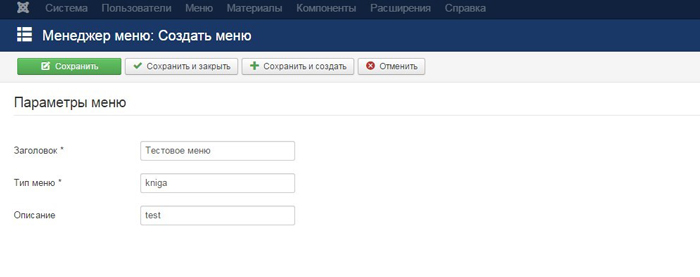 Система Пользователи Меню Материалы Компоненты Расширения Справка
Менеджер меню: Создать меню
Сохранить Сохранить и закрыть Сохранить и создать Отменить
Параметры меню
Заголовок * Тестовое меню
Тип меню * kniga
Описание test